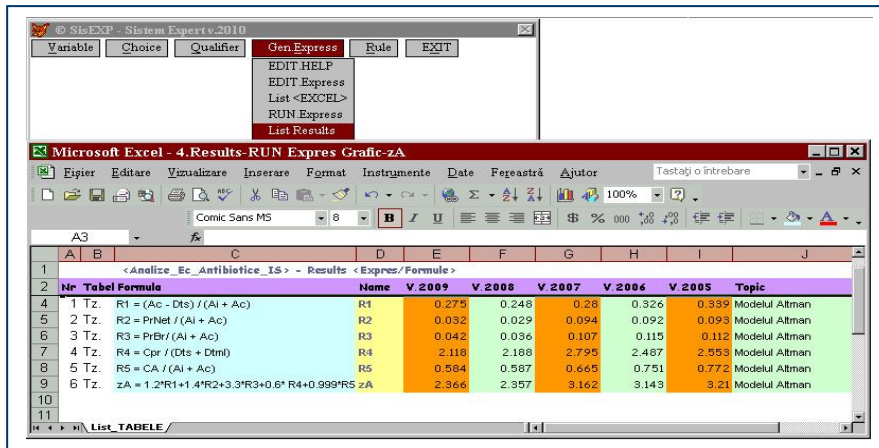 © SisEXP - Sistem Expert v.2010
Variable Choice Qualifier Gen.Express Rule EXIT
EDIT.HELP
EDIT.Express
List <EXCEL>
RUN.Express
List Results
Microsoft Excel - 4.Results-RUN Expres Grafic-zA
Fișier Editare Vizualizare Inserare Format Instrumente Date Fereastră Ajutor Tastați o întrebare
100%
Comic Sans MS 8 B I U $ % 000
A3 fx
A B C D E F G H I J
1 <Analize_Ec_Antibiotice_IS> - Results <Expres/Formule>
2 Nr Tabel Formula Name V.2009 V.2008 V.2007 V.2006 V.2005 Topic
4 1 Tz. R1 = (Ac - Dts) / (Ai + Ac) R1 0.275 0.248 0.28 0.326 0.339 Modelul Altman
5 2 Tz. R2 = PrNet / (Ai + Ac) R2 0.032 0.029 0.094 0.092 0.093 Modelul Altman
6 3 Tz. R3 = PrBr/ (Ai + Ac) R3 0.042 0.036 0.107 0.115 0.112 Modelul Altman
7 4 Tz. R4 = Cpr / (Dts + Dtml) R4 2.118 2.188 2.795 2.487 2.553 Modelul Altman
8 5 Tz. R5 = CA / (Ai + Ac) R5 0.584 0.587 0.665 0.751 0.772 Modelul Altman
9 6 Tz. zA = 1.2*R1+1.4*R2+3.3*R3+0.6* R4+0.999*R5 zA 2.366 2.357 3.162 3.143 3.21 Modelul Altman
10
11
List_TABELE